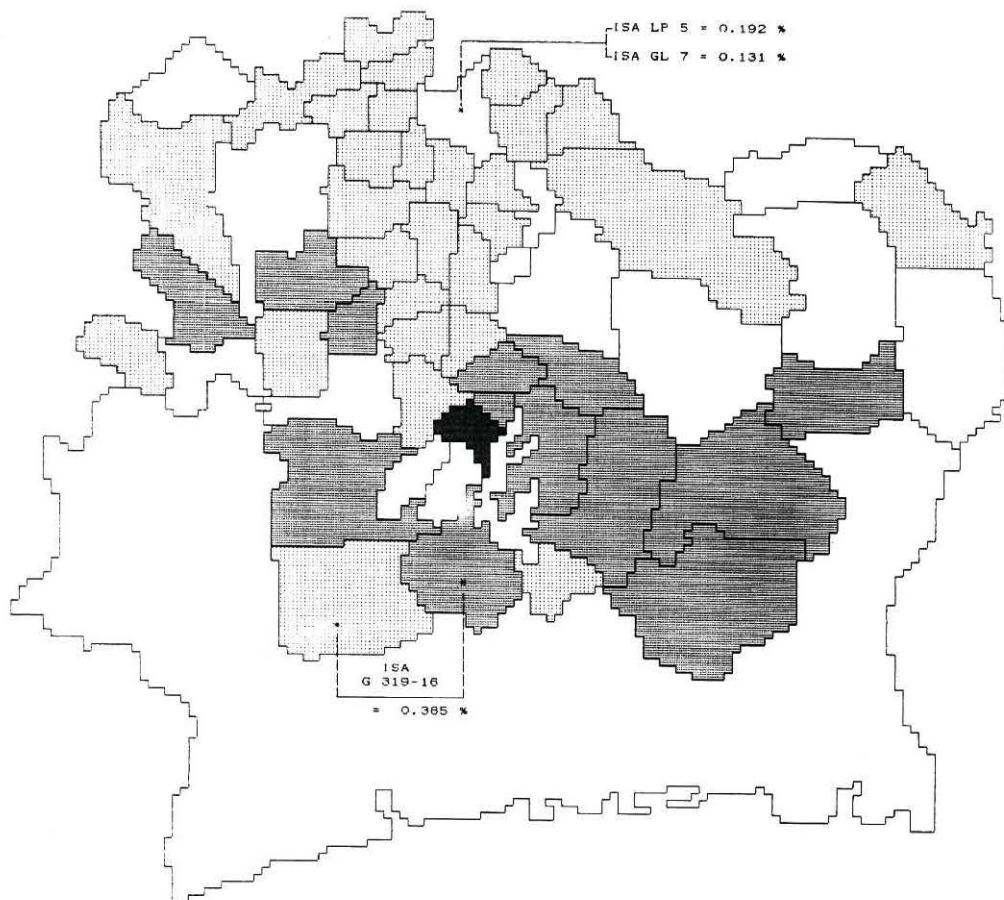 ISA LP 5 = 0.192 %
ISA GL 7 = 0.131 %
ISA
G 319-16
= 0.385 %